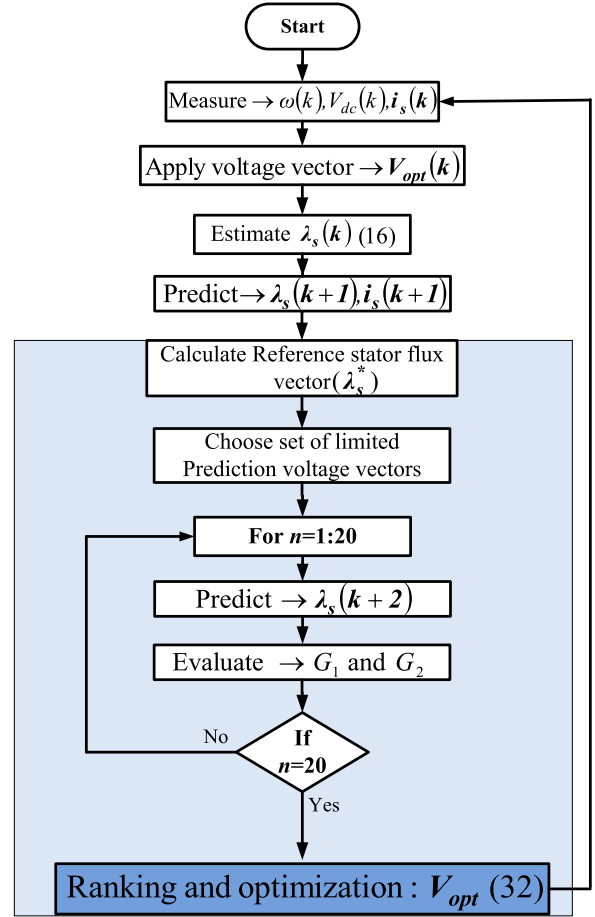 Start
Measure → ω(k),V_dc(k),i_s(k)
Apply voltage vector → V_opt(k)
Estimate λ_s(k) (16)
Predict → λ_s(k+1),i_s(k+1)
Calculate Reference stator flux
vector(λ_s^*)
Choose set of limited
Prediction voltage vectors
For n=1:20
Predict → λ_s(k + 2)
Evaluate → G_1 and G_2
No
If
n=20
Yes
Ranking and optimization : V_opt (32)